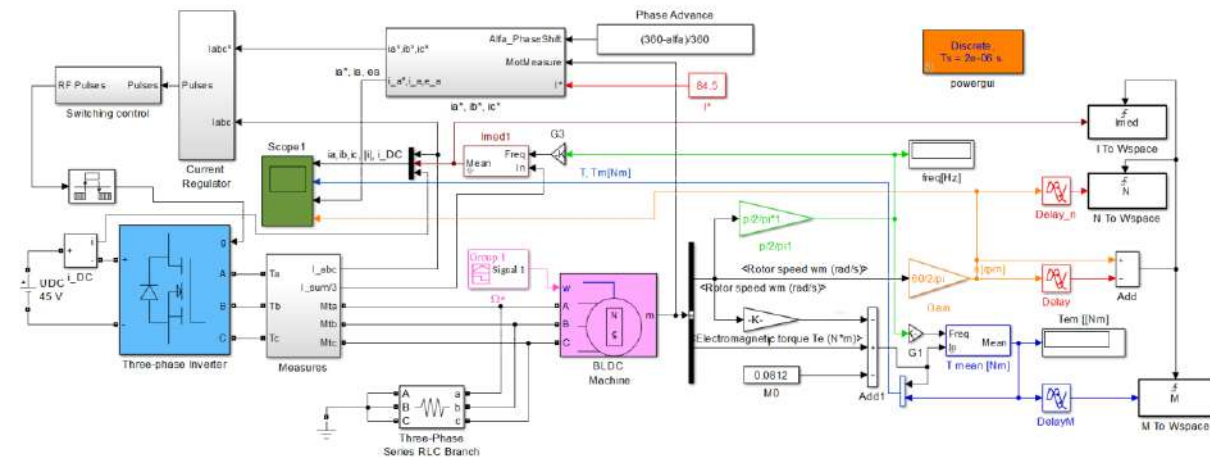 Phase Advance
(360-alfa)/360
Alfa_PhaseShift
MotMeasure
I*
ia*,ib*,ic*
i_a*,i_a,e_a
ia*, ia, ea
ia*, ib*, ic*
84.5
I*
Discrete,
Ts = 2e-06 s.
powergui
Iabc*
Iabc
Pulses
Current
Regulator
RF Pulses
Pulses
Switching control
Scope1
ia,ib,ic, |i|, i_DC
Imed1
Mean
Freq
In
G3
-K-
T, Tm[Nm]
freq[Hz]
Imed
I To Wspace
N
N To Wspace
Delay_n
UDC
45 V
i_DC
i
+
-
g
+
-
A
B
C
Three-phase Inverter
Ta
Tb
Tc
I_abc
I_sum/3
Mta
Mtb
Mtc
Measures
Group 1
Signal 1
Ω*
w
A
B
C
m
N
S
BLDC
Machine
p/2/pi*1
p/2/pi1
<Rotor speed wm (rad/s)>
<Rotor speed wm (rad/s)>
60/2/pi
Gain
-K-
<Electromagnetic torque Te (N*m)>
0.0812
M0
Add1
G1
Freq
In
Mean
T mean [Nm]
Delay
Add
+
-
Tem [[Nm]
DelayM
M
M To Wspace
A
B
C
a
b
c
Three-Phase
Series RLC Branch